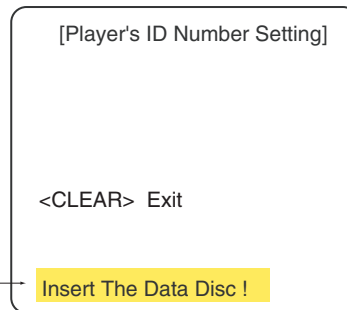 [Player's ID Number Setting]
<CLEAR> Exit
Insert The Data Disc !